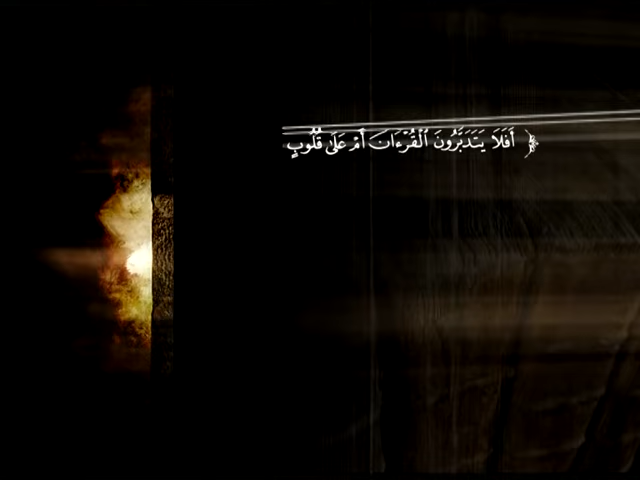 ﴿ أَفَلَا يَتَدَبَّرُونَ ٱلْقُرْءَانَ أَمْ عَلَىٰ قُلُوبٍ